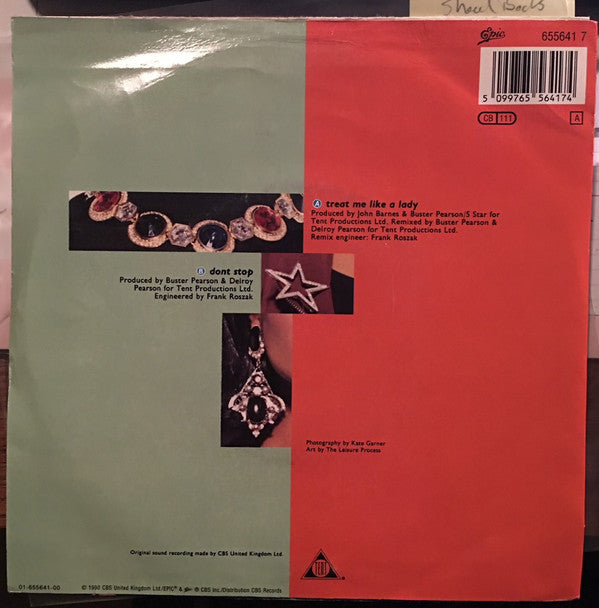 Shoul Bads
Epic
655641 7
5 099765 564174
CB 111
A
A treat me like a lady
Produced by John Barnes & Buster Pearson/5 Star for
Tent Productions Ltd. Remixed by Buster Pearson &
Delroy Pearson for Tent Productions Ltd.
Remix engineer: Frank Roszak
B dont stop
Produced by Buster Pearson & Delroy
Pearson for Tent Productions Ltd.
Engineered by Frank Roszak
Photography by Kate Garner
Art by The Leisure Process
Original sound recording made by CBS United Kingdom Ltd.
TENT
01-655641-00
© 1990 CBS United Kingdom Ltd./EPIC® & Epic ® CBS Inc./Distribution CBS Records